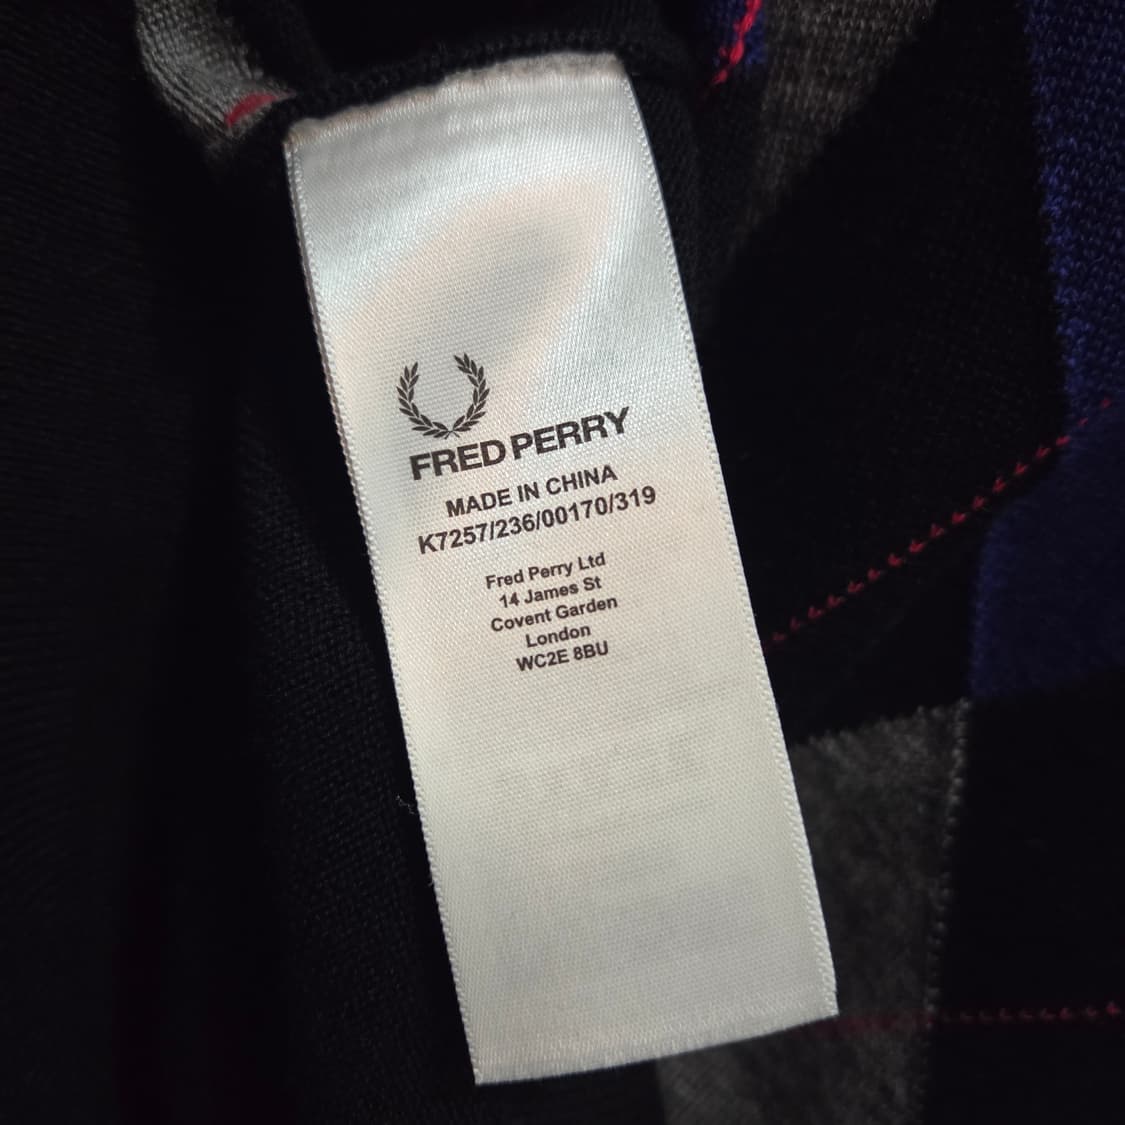 FRED PERRY
MADE IN CHINA
K7257/236/00170/319
Fred Perry Ltd
14 James St
Covent Garden
London
WC2E 8BU